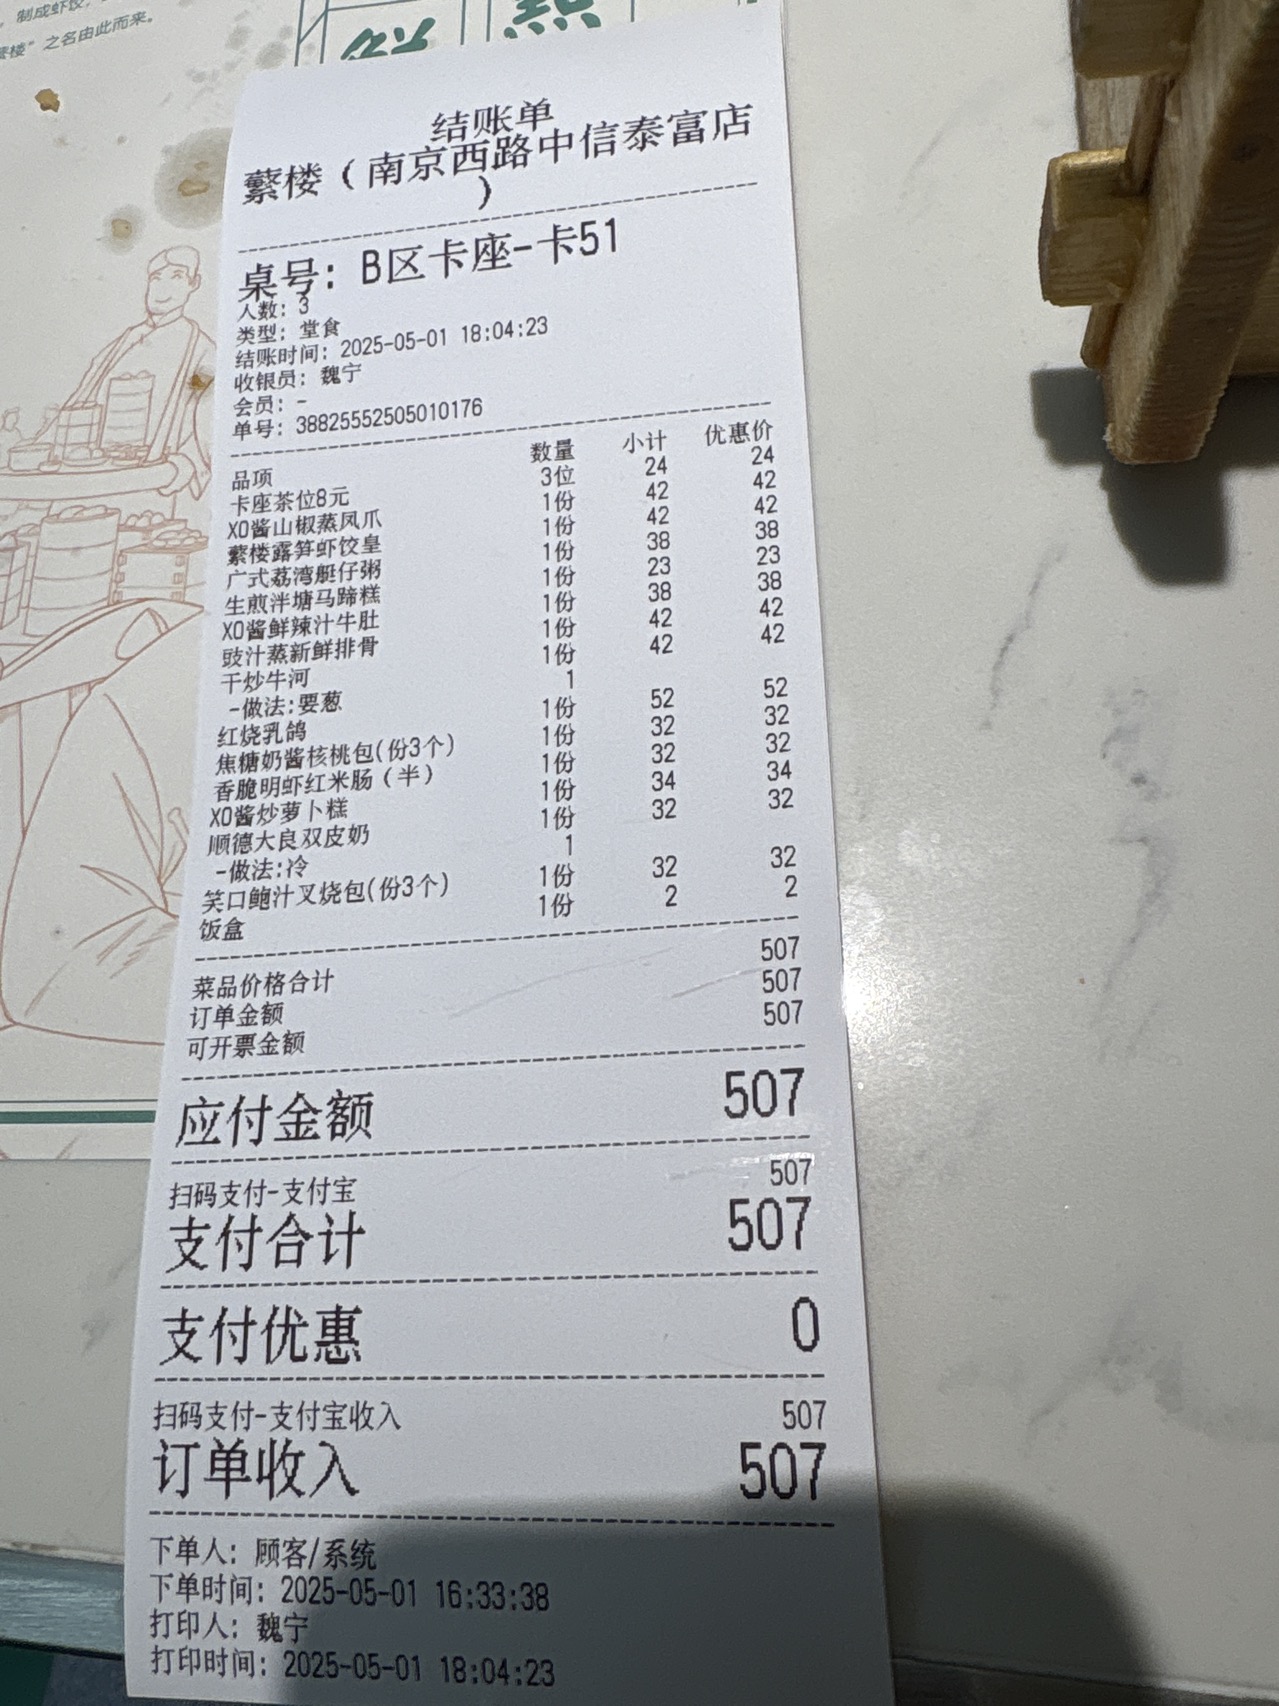 制成虾饺,
楼”之名由此而来。
结账单
蘩楼（南京西路中信泰富店
）
桌号: B区卡座-卡51
人数: 3
类型: 堂食
结账时间: 2025-05-01 18:04:23
收银员: 魏宁
会员: -
单号: 38825552505010176
品项 数量 小计 优惠价
卡座茶位8元 3位 24 24
XO酱山椒蒸凤爪 1份 42 42
蘩楼露笋虾饺皇 1份 42 42
广式荔湾艇仔粥 1份 38 38
生煎泮塘马蹄糕 1份 23 23
XO酱鲜辣汁牛肚 1份 38 38
豉汁蒸新鲜排骨 1份 42 42
干炒牛河 1份 42 42
-做法:要葱 1
红烧乳鸽 1份 52 52
焦糖奶酱核桃包(份3个) 1份 32 32
香脆明虾红米肠（半） 1份 32 32
XO酱炒萝卜糕 1份 34 34
顺德大良双皮奶 1份 32 32
-做法:冷 1
笑口鲍汁叉烧包(份3个) 1份 32 32
饭盒 1份 2 2
菜品价格合计 507
订单金额 507
可开票金额 507
应付金额 507
扫码支付-支付宝 507
支付合计 507
支付优惠 0
扫码支付-支付宝收入 507
订单收入 507
下单人: 顾客/系统
下单时间: 2025-05-01 16:33:38
打印人: 魏宁
打印时间: 2025-05-01 18:04:23